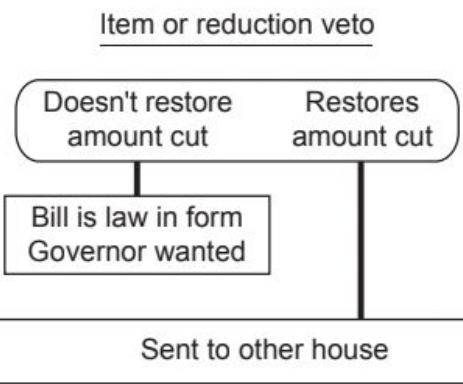 Item or reduction veto
Doesn't restore
amount cut
Restores
amount cut
Bill is law in form
Governor wanted
Sent to other house